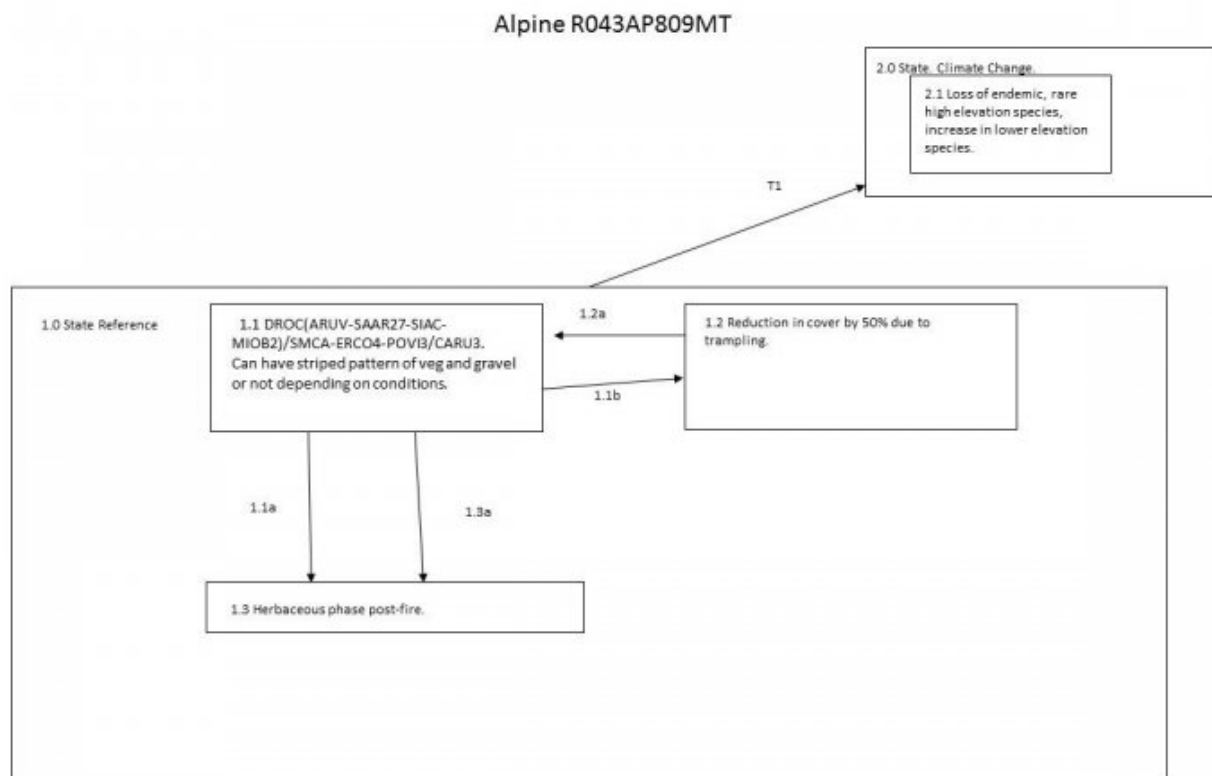 Alpine R043AP809MT
2.0 State. Climate Change.
2.1 Loss of endemic, rare
high elevation species,
increase in lower elevation
species.
T1
1.0 State Reference
1.1 DROC(ARUV-SAAR27-SIAC-
MIOB2)/SMCA-ERCO4-POVI3/CARU3.
Can have striped pattern of veg and gravel
or not depending on conditions.
1.2a
1.2 Reduction in cover by 50% due to
trampling.
1.1b
1.1a
1.3a
1.3 Herbaceous phase post-fire.